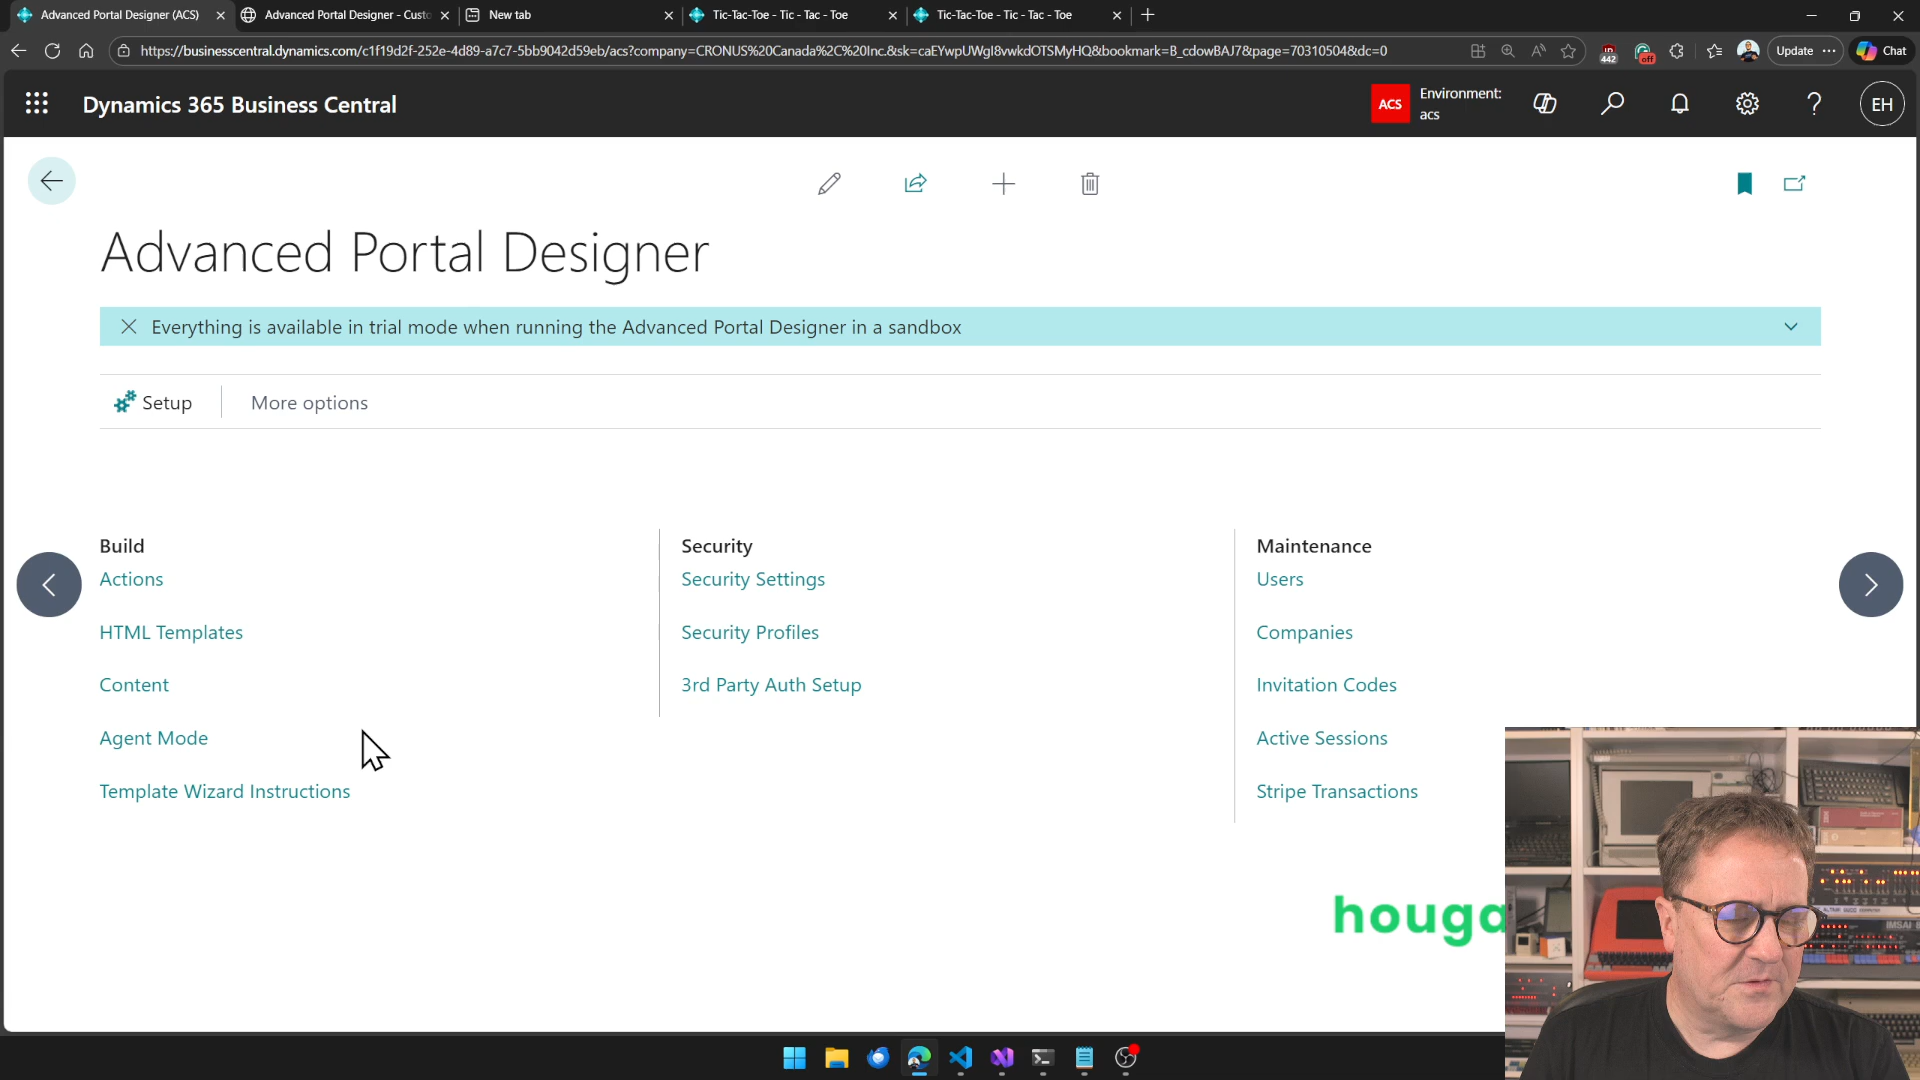 Advanced Portal Designer (ACS)
Advanced Portal Designer - Custo
New tab
Tic-Tac-Toe - Tic - Tac - Toe
Tic-Tac-Toe - Tic - Tac - Toe
https://businesscentral.dynamics.com/c1f19d2f-252e-4d89-a7c7-5bb9042d59eb/acs?company=CRONUS%20Canada%2C%20Inc.&sk=caEYwpUWgI8vwkdOTSMyHQ&bookmark=B_cdowBAJ7&page=70310504&dc=0
442
off
Update
Chat
Dynamics 365 Business Central
ACS
Environment:
acs
EH
Advanced Portal Designer
Everything is available in trial mode when running the Advanced Portal Designer in a sandbox
Setup
More options
Build
Actions
HTML Templates
Content
Agent Mode
Template Wizard Instructions
Security
Security Settings
Security Profiles
3rd Party Auth Setup
Maintenance
Users
Companies
Invitation Codes
Active Sessions
Stripe Transactions
houga
IMSAI